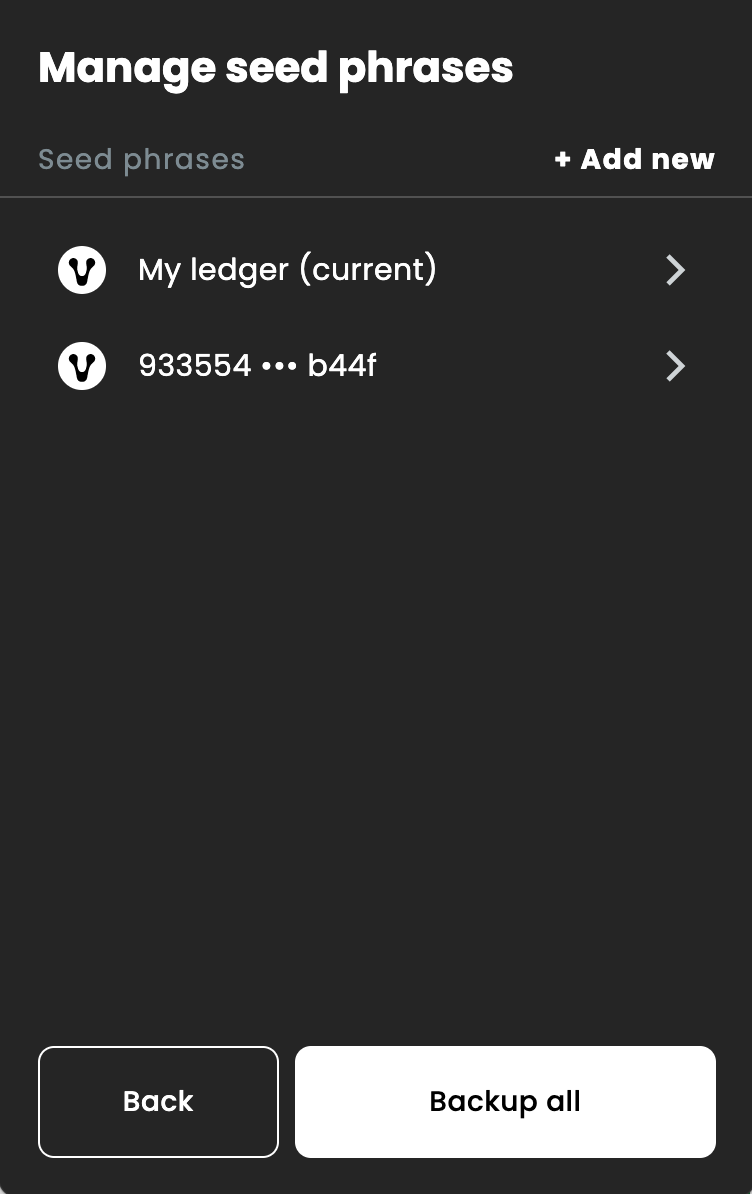 Manage seed phrases
Seed phrases + Add new
My ledger (current)
933554 ••• b44f
Back Backup all